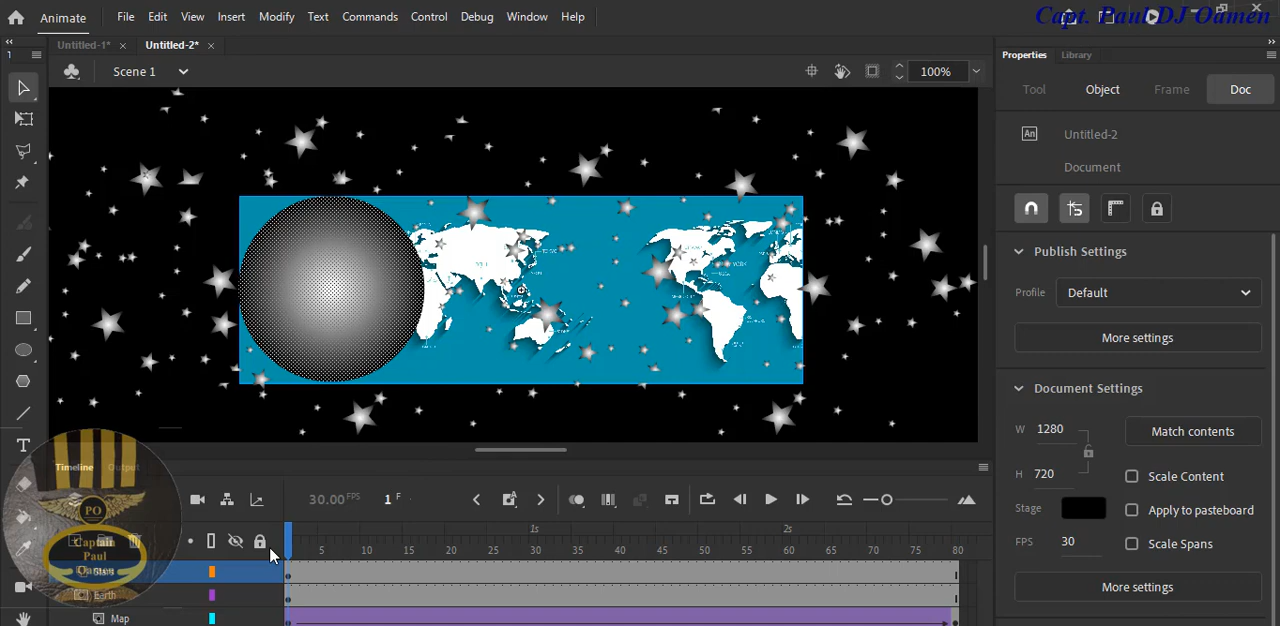 Animate File Edit View Insert Modify Text Commands Control Debug Window Help
Capt. Paul DJ Oamen
Untitled-1* × Untitled-2* ×
1
Scene 1 100%
Properties Library
Tool Object Frame Doc
An Untitled-2
Document
Publish Settings
Profile Default
More settings
Document Settings
W 1280 Match contents
H 720 Scale Content
Stage Apply to pasteboard
FPS 30 Scale Spans
More settings
T
Timeline Output
30.00 FPS 1 F
PO
Captain
Paul
1s 2s
5 10 15 20 25 30 35 40 45 50 55 60 65 70 75 80
Stars
Earth
Map